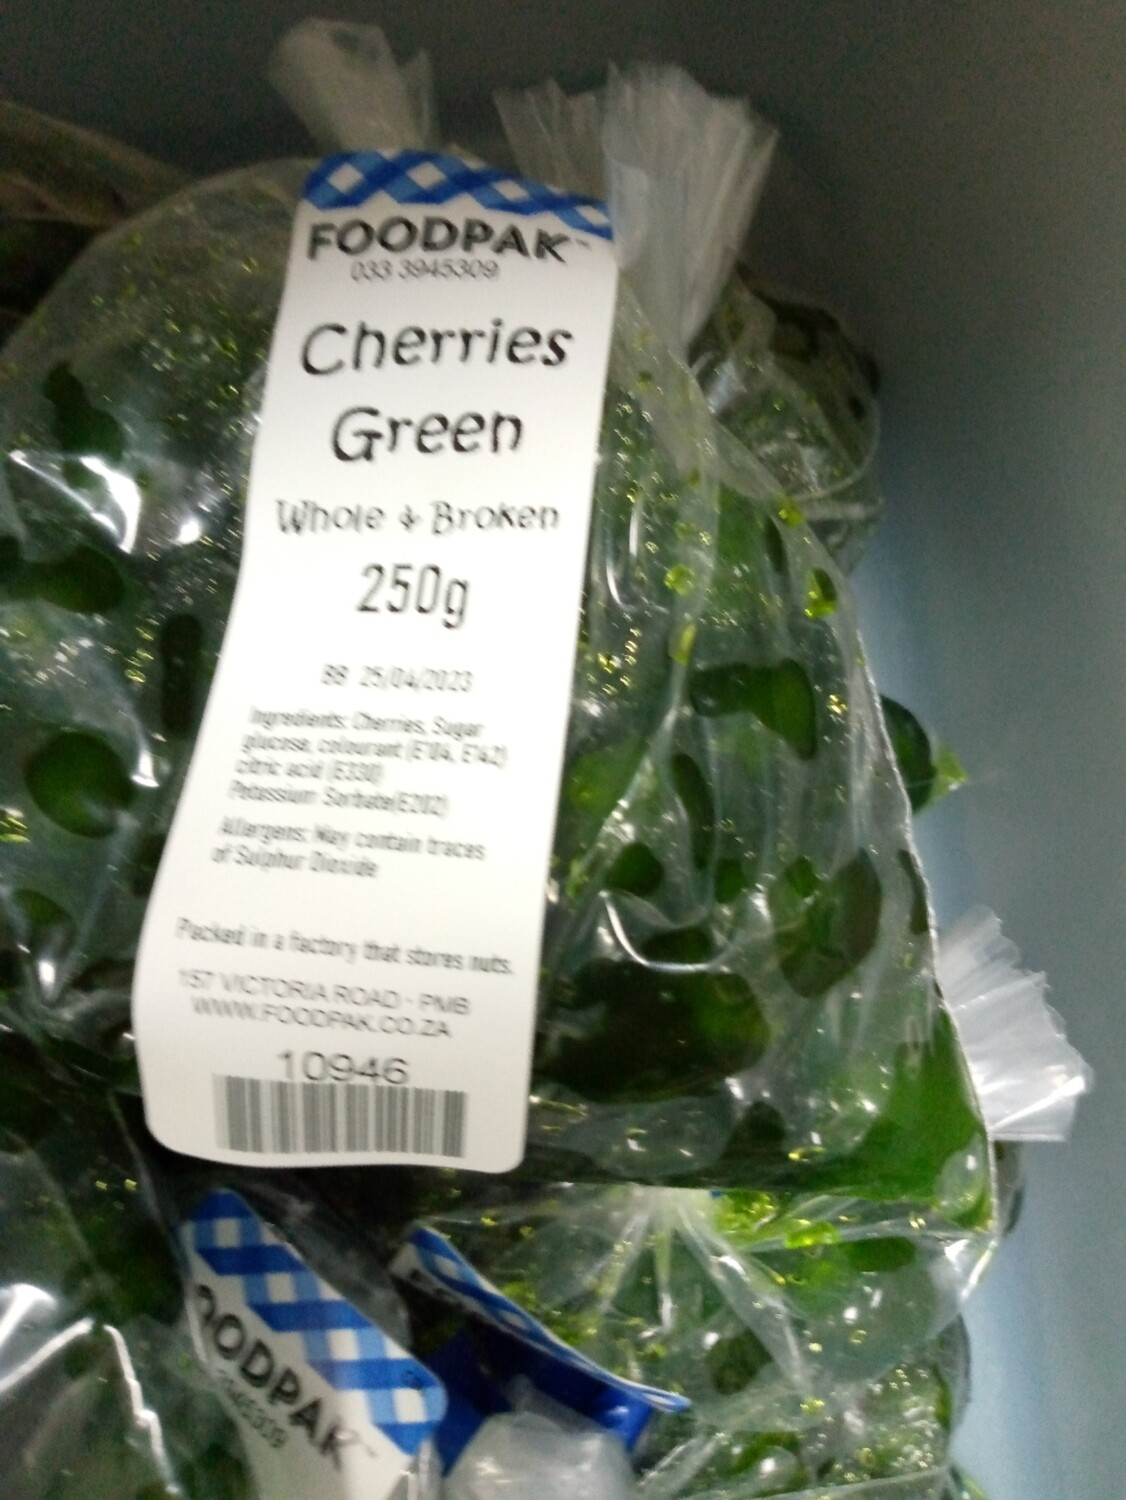 FOODPAK™
033 3945309
Cherries
Green
Whole & Broken
250g
BB 25/04/2023
Ingredients: Cherries, Sugar
glucose, colourant (E104, E142)
citric acid (E330)
Potassium Sorbate(E202)
Allergens: May contain traces
of Sulphur Dioxide
Packed in a factory that stores nuts.
157 VICTORIA ROAD - PMB
WWW.FOODPAK.CO.ZA
10946
OODPAK™